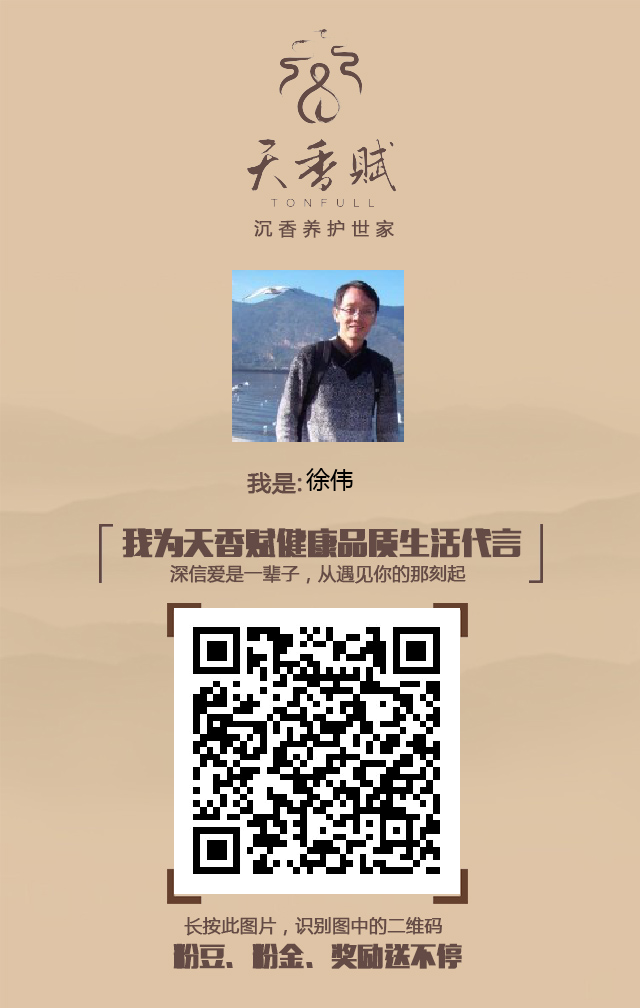 天香赋
TONFULL
沉香养护世家
我是:徐伟
我为天香赋健康品质生活代言
深信爱是一辈子，从遇见你的那刻起
长按此图片，识别图中的二维码
粉豆、粉金、奖励送不停